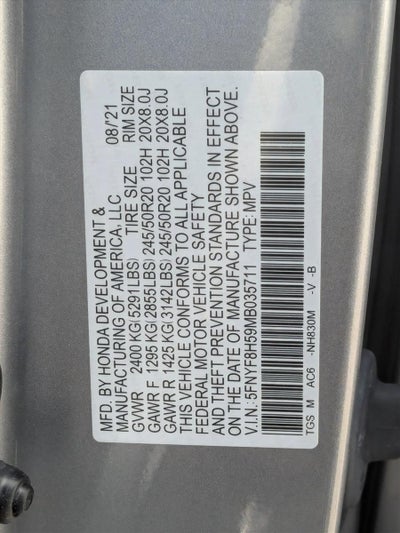 MFD. BY HONDA DEVELOPMENT & 08/'21
MANUFACTURING OF AMERICA, LLC
TIRE SIZE RIM SIZE
GVWR 2400 KG(5291LBS)
GAWR F 1295 KG(2855LBS) 245/50R20 102H 20X8.0J
GAWR R 1425 KG(3142LBS) 245/50R20 102H 20X8.0J
THIS VEHICLE CONFORMS TO ALL APPLICABLE
FEDERAL MOTOR VEHICLE SAFETY
AND THEFT PREVENTION STANDARDS IN EFFECT
ON THE DATE OF MANUFACTURE SHOWN ABOVE.
V.I.N.: 5FNYF8H59MB035711 TYPE: MPV
TGS M AC6 -NH830M -V -B